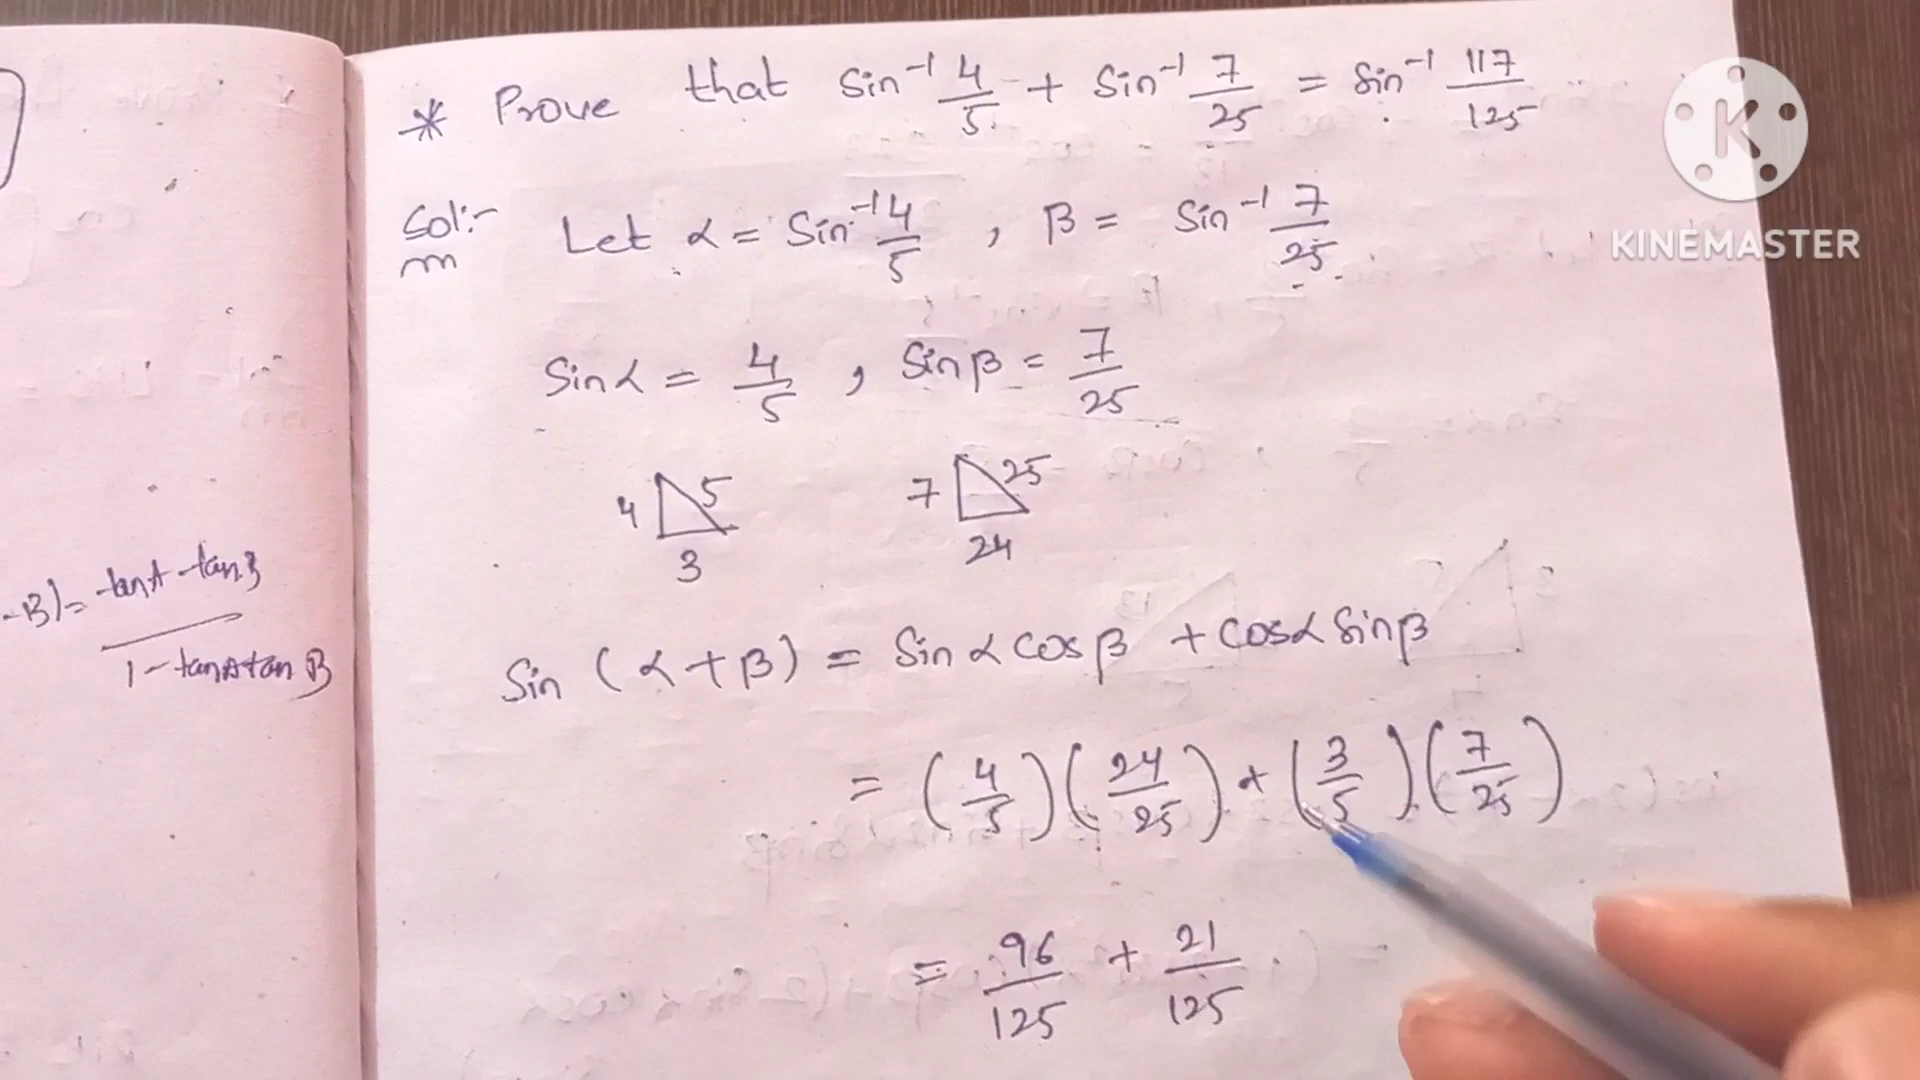 * Prove that Sin⁻¹ 4/5 + Sin⁻¹ 7/25 = Sin⁻¹ 117/125
Sol:- Let α = Sin⁻¹ 4/5 , β = Sin⁻¹ 7/25
Sinα = 4/5 , Sinβ = 7/25
4 5 3 7 25 24
Sin (α + β) = Sin α cos β + cosα Sinβ
= (4/5) (24/25) + (3/5) (7/25)
= 96/125 + 21/125
-B) = tanA - tanB / 1 - tanA tan B
K
KINEMASTER